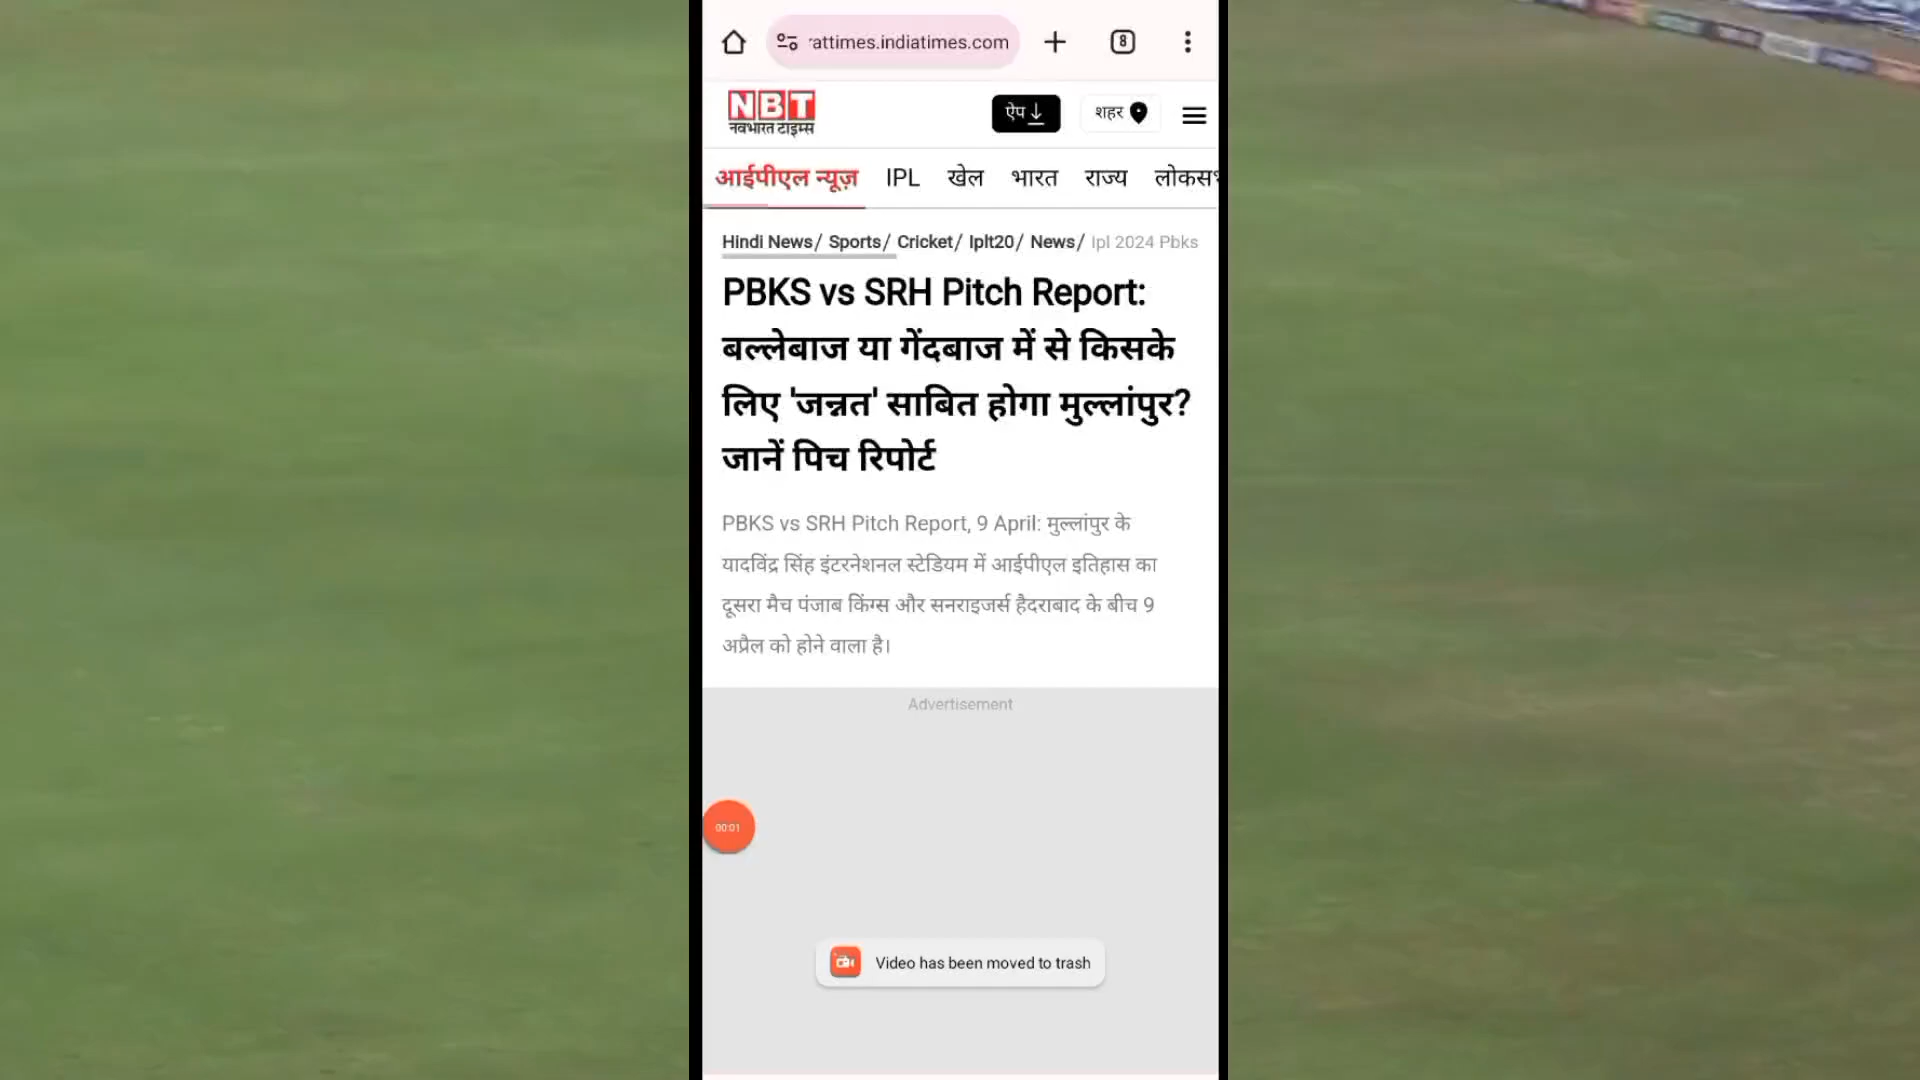 rattimes.indiatimes.com
8
NBT
नवभारत टाइम्स
ऐप
शहर
आईपीएल न्यूज़ IPL खेल भारत राज्य
Hindi News/ Sports/ Cricket/ Iplt20/ News/ Ipl 2024 Pbks
PBKS vs SRH Pitch Report:
बल्लेबाज या गेंदबाज में से किसके
लिए 'जन्नत' साबित होगा मुल्लांपुर?
जानें पिच रिपोर्ट
PBKS vs SRH Pitch Report, 9 April: मुल्लांपुर के
यादविंद्र सिंह इंटरनेशनल स्टेडियम में आईपीएल इतिहास का
दूसरा मैच पंजाब किंग्स और सनराइजर्स हैदराबाद के बीच 9
अप्रैल को होने वाला है।
Advertisement
00:01
Video has been moved to trash